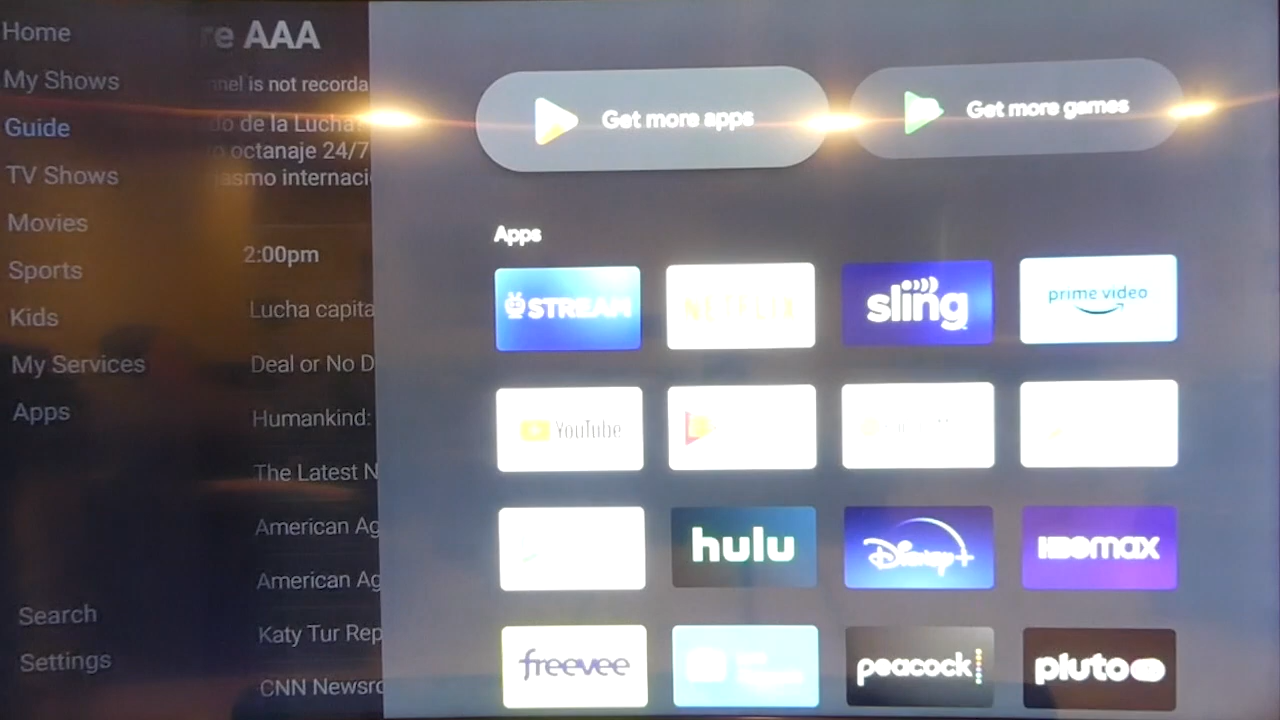 Home
My Shows
Guide
TV Shows
Movies
Sports
Kids
My Services
Apps
Search
Settings
re AAA
nel is not recorda
do de la Lucha
octanaje 24/7
asmo internaci
2:00pm
Lucha capita
Deal or No D
Humankind:
The Latest N
American Ag
American Ag
Katy Tur Rep
CNN Newsro
Get more apps
Get more games
Apps
STREAM
NETFLIX
sling
prime video
YouTube
hulu
Disney+
HBOmax
freevee
peacock
pluto tv